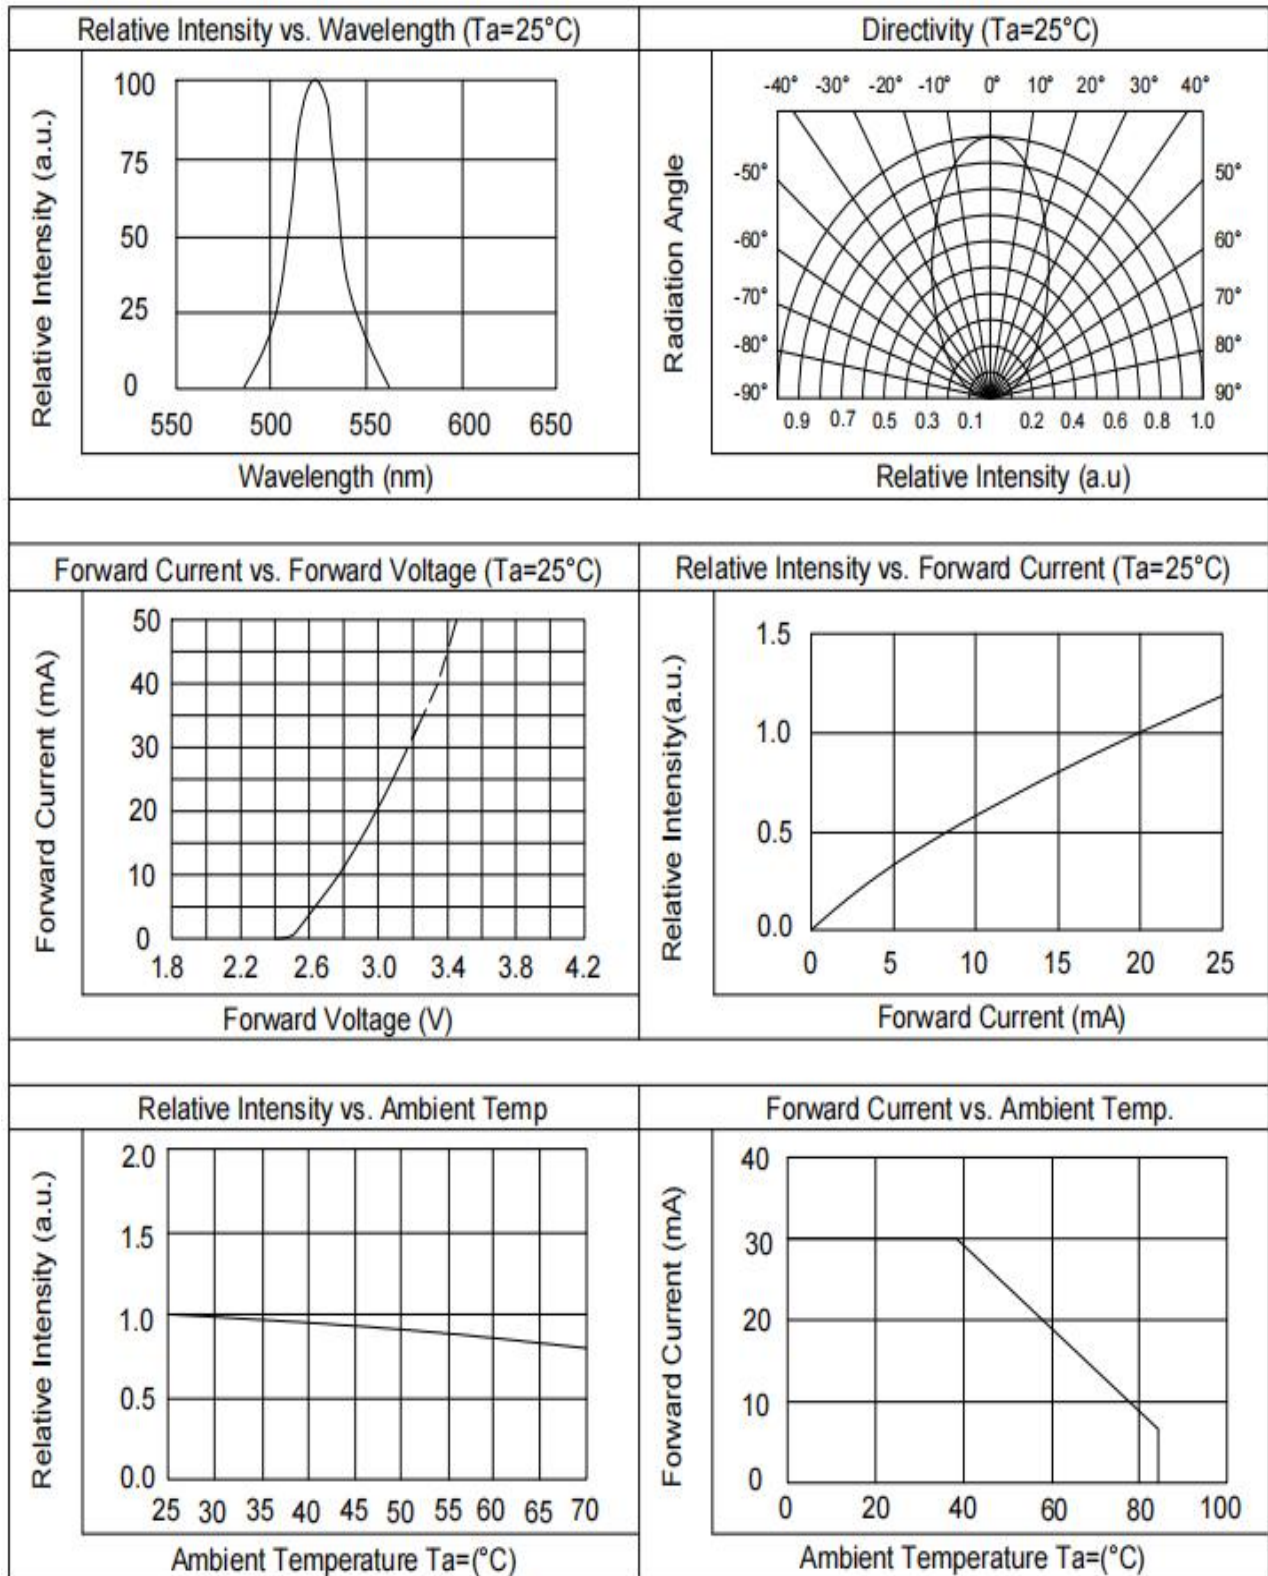 Relative Intensity vs. Wavelength (Ta=25°C)
Relative Intensity (a.u.)
100
75
50
25
0
550 500 550 600 650
Wavelength (nm)
Directivity (Ta=25°C)
Radiation Angle
-40° -30° -20° -10° 0° 10° 20° 30° 40°
-50° 50°
-60° 60°
-70° 70°
-80° 80°
-90° 90°
0.9 0.7 0.5 0.3 0.1 0.2 0.4 0.6 0.8 1.0
Relative Intensity (a.u)
Forward Current vs. Forward Voltage (Ta=25°C)
Forward Current (mA)
50
40
30
20
10
0
1.8 2.2 2.6 3.0 3.4 3.8 4.2
Forward Voltage (V)
Relative Intensity vs. Forward Current (Ta=25°C)
Relative Intensity(a.u.)
1.5
1.0
0.5
0.0
0 5 10 15 20 25
Forward Current (mA)
Relative Intensity vs. Ambient Temp
Relative Intensity (a.u.)
2.0
1.5
1.0
0.5
0.0
25 30 35 40 45 50 55 60 65 70
Ambient Temperature Ta=(°C)
Forward Current vs. Ambient Temp.
Forward Current (mA)
40
30
20
10
0
0 20 40 60 80 100
Ambient Temperature Ta=(°C)